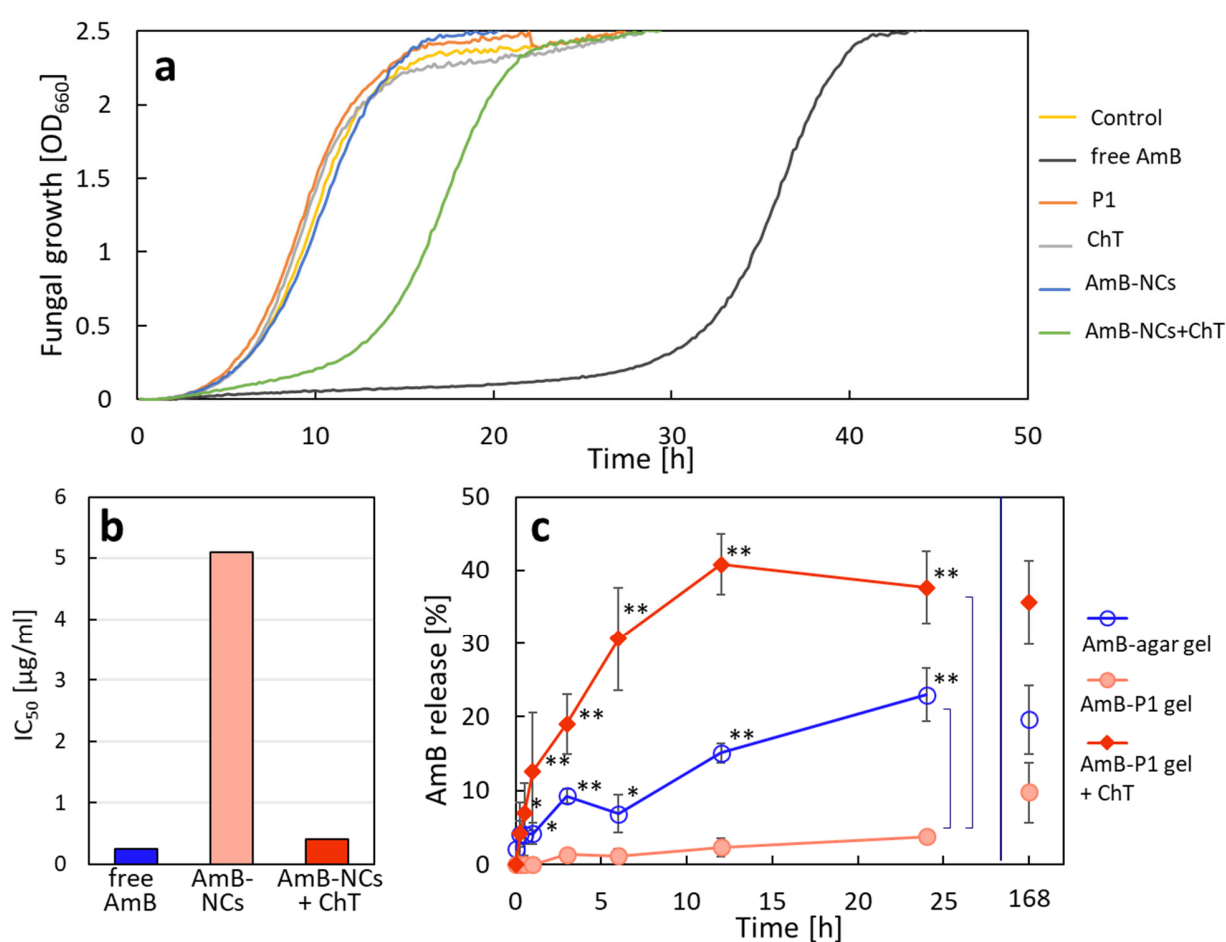 a
Fungal growth [OD660]
2.5
2
1.5
1
0.5
0
0 10 20 30 40 50
Time [h]
Control
free AmB
P1
ChT
AmB-NCs
AmB-NCs+ChT
b
IC50 [µg/ml]
6
5
4
3
2
1
0
free AmB
AmB-NCs
AmB-NCs + ChT
c
AmB release [%]
50
40
30
20
10
0
0 5 10 15 20 25 168
Time [h]
* ** ** ** ** **
* ** * ** **
AmB-agar gel
AmB-P1 gel
AmB-P1 gel
+ ChT